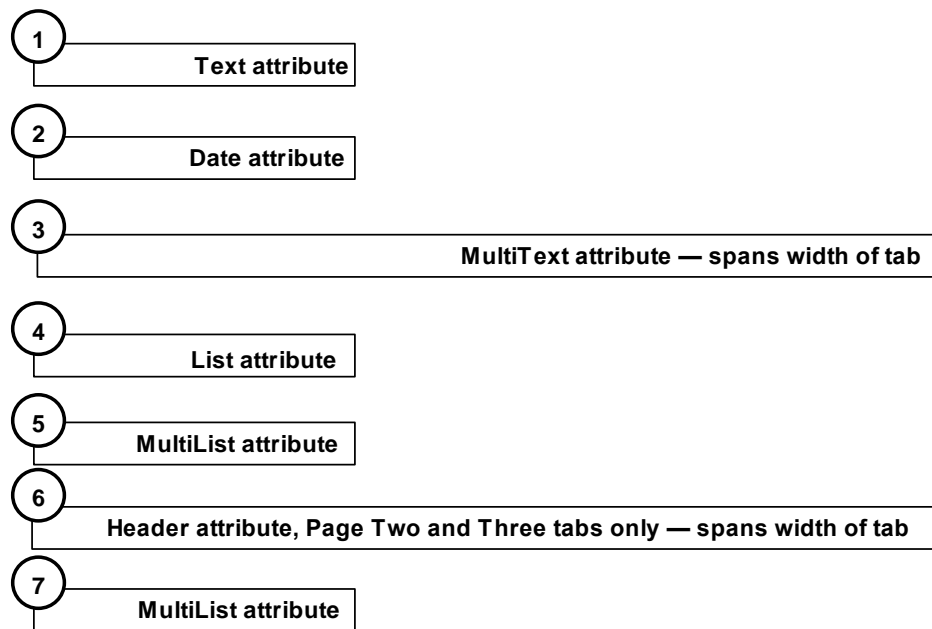 1
Text attribute
2
Date attribute
3
MultiText attribute — spans width of tab
4
List attribute
5
MultiList attribute
6
Header attribute, Page Two and Three tabs only — spans width of tab
7
MultiList attribute